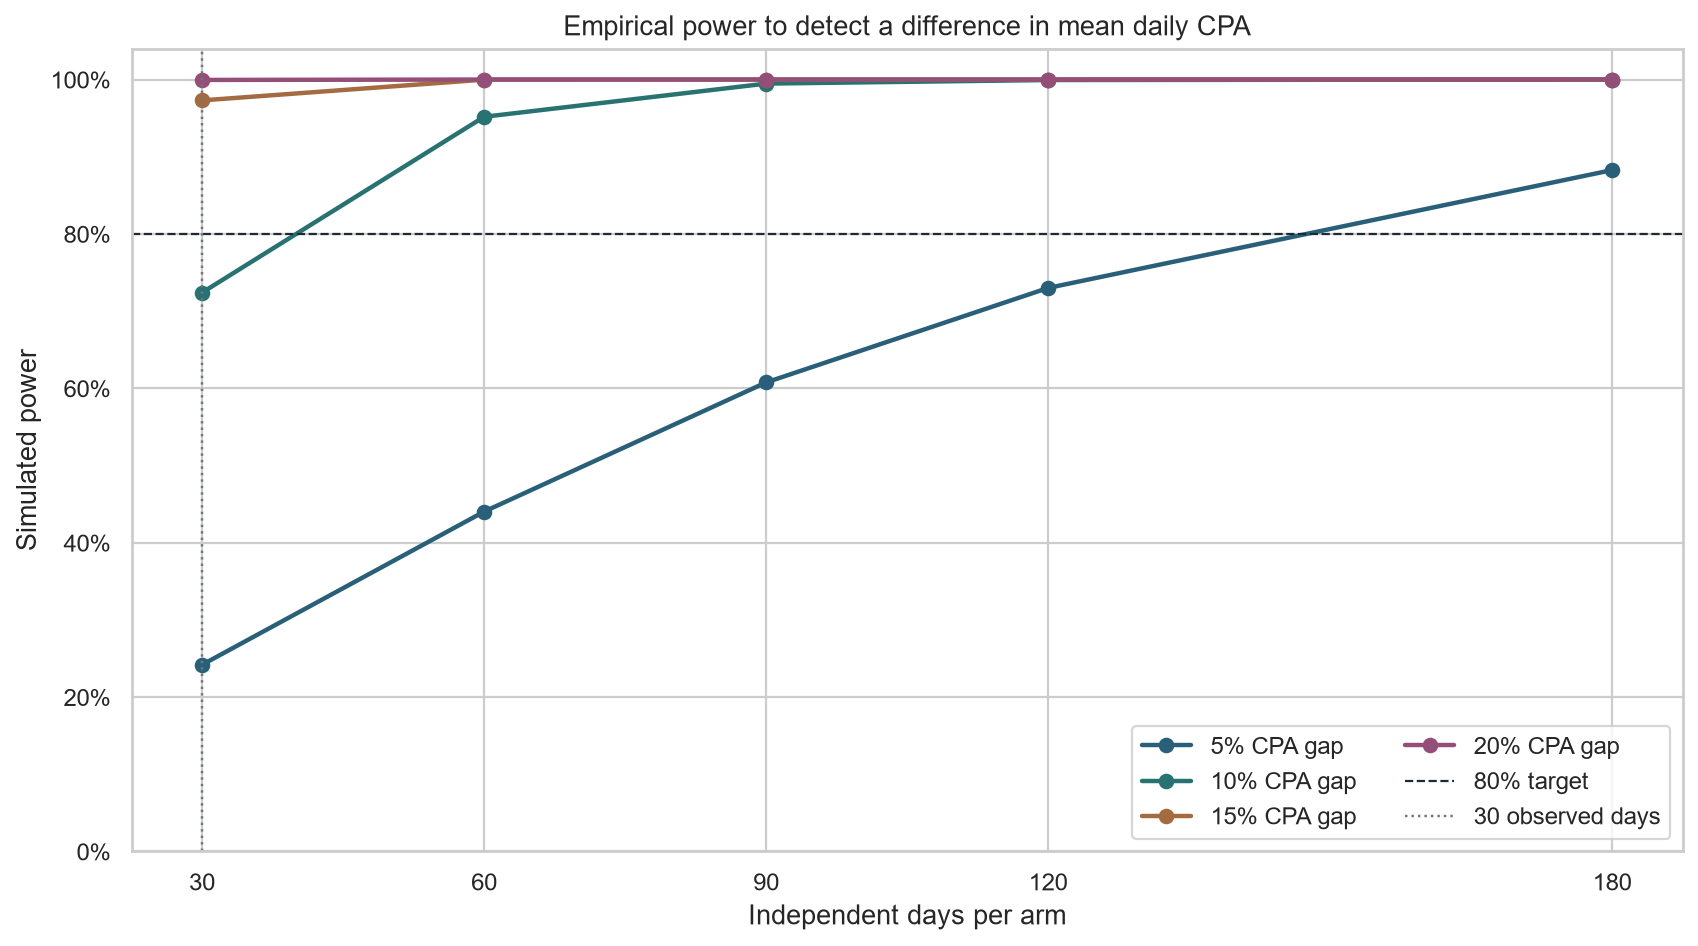 Empirical power to detect a difference in mean daily CPA
Simulated power
100%
80%
60%
40%
20%
0%
30
60
90
120
180
Independent days per arm
5% CPA gap
10% CPA gap
15% CPA gap
20% CPA gap
80% target
30 observed days